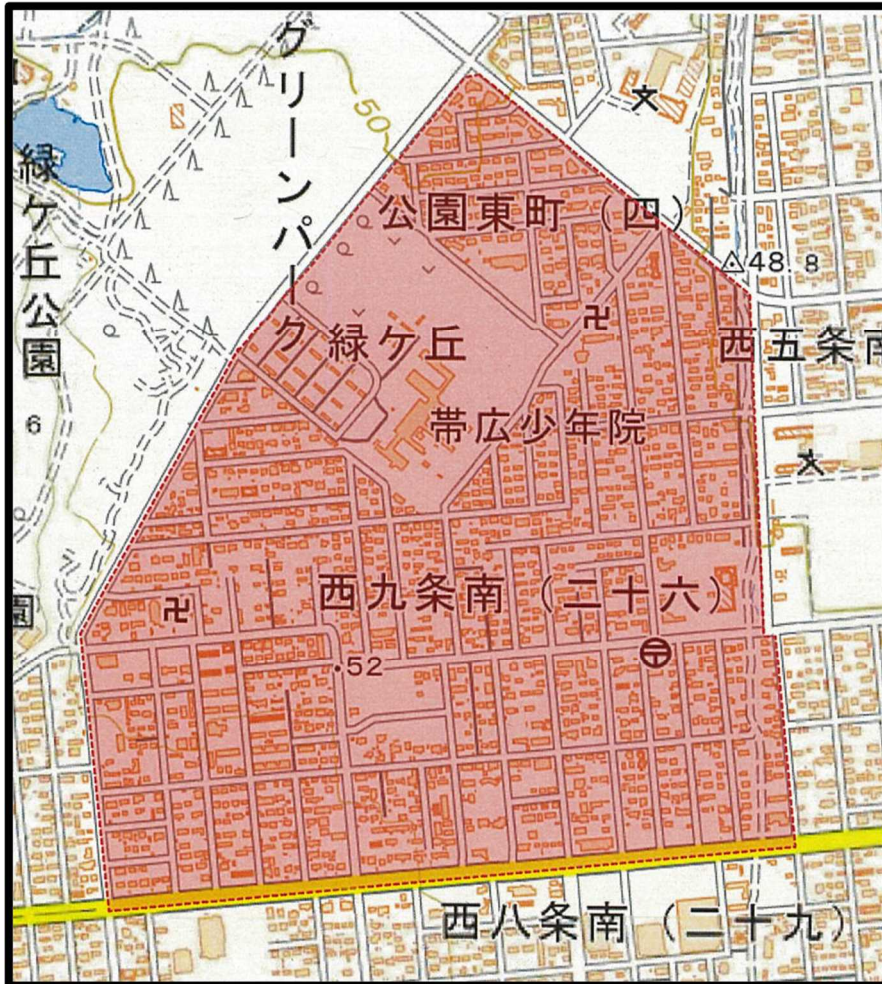 グリーンパーク
50
緑ケ丘公園
公園東町(四)
48.8
緑ケ丘
西五条南
帯広少年院
6
西九条南(二十六)
園
52
西八条南(二十九)